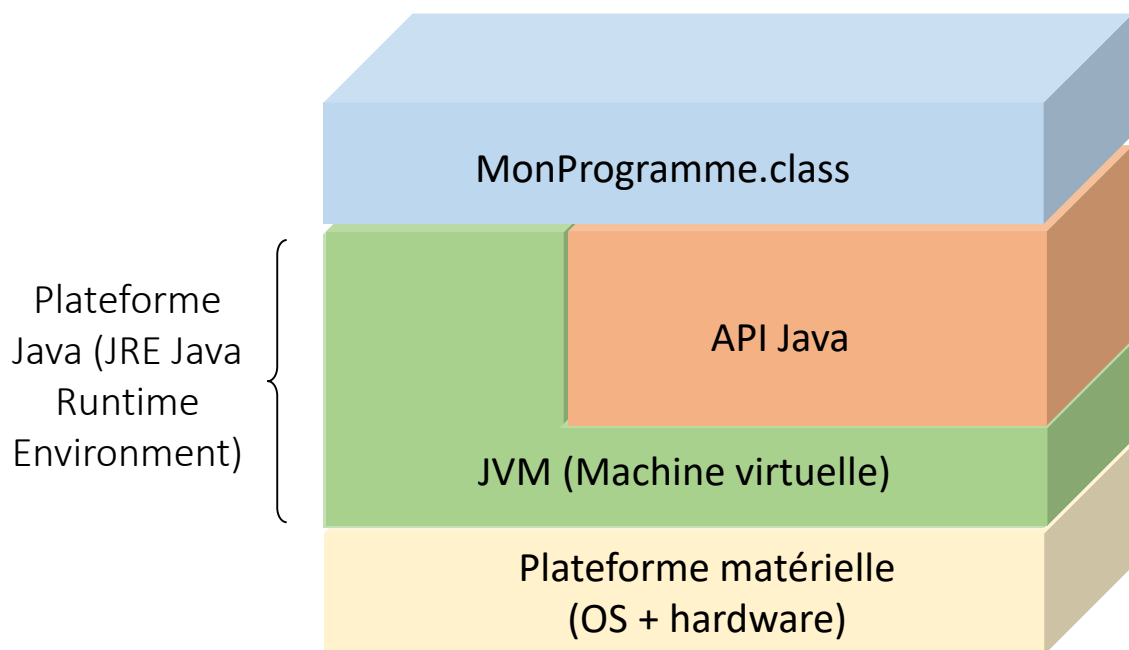 MonProgramme.class
Plateforme
Java (JRE Java
Runtime
Environment)
API Java
JVM (Machine virtuelle)
Plateforme matérielle
(OS + hardware)